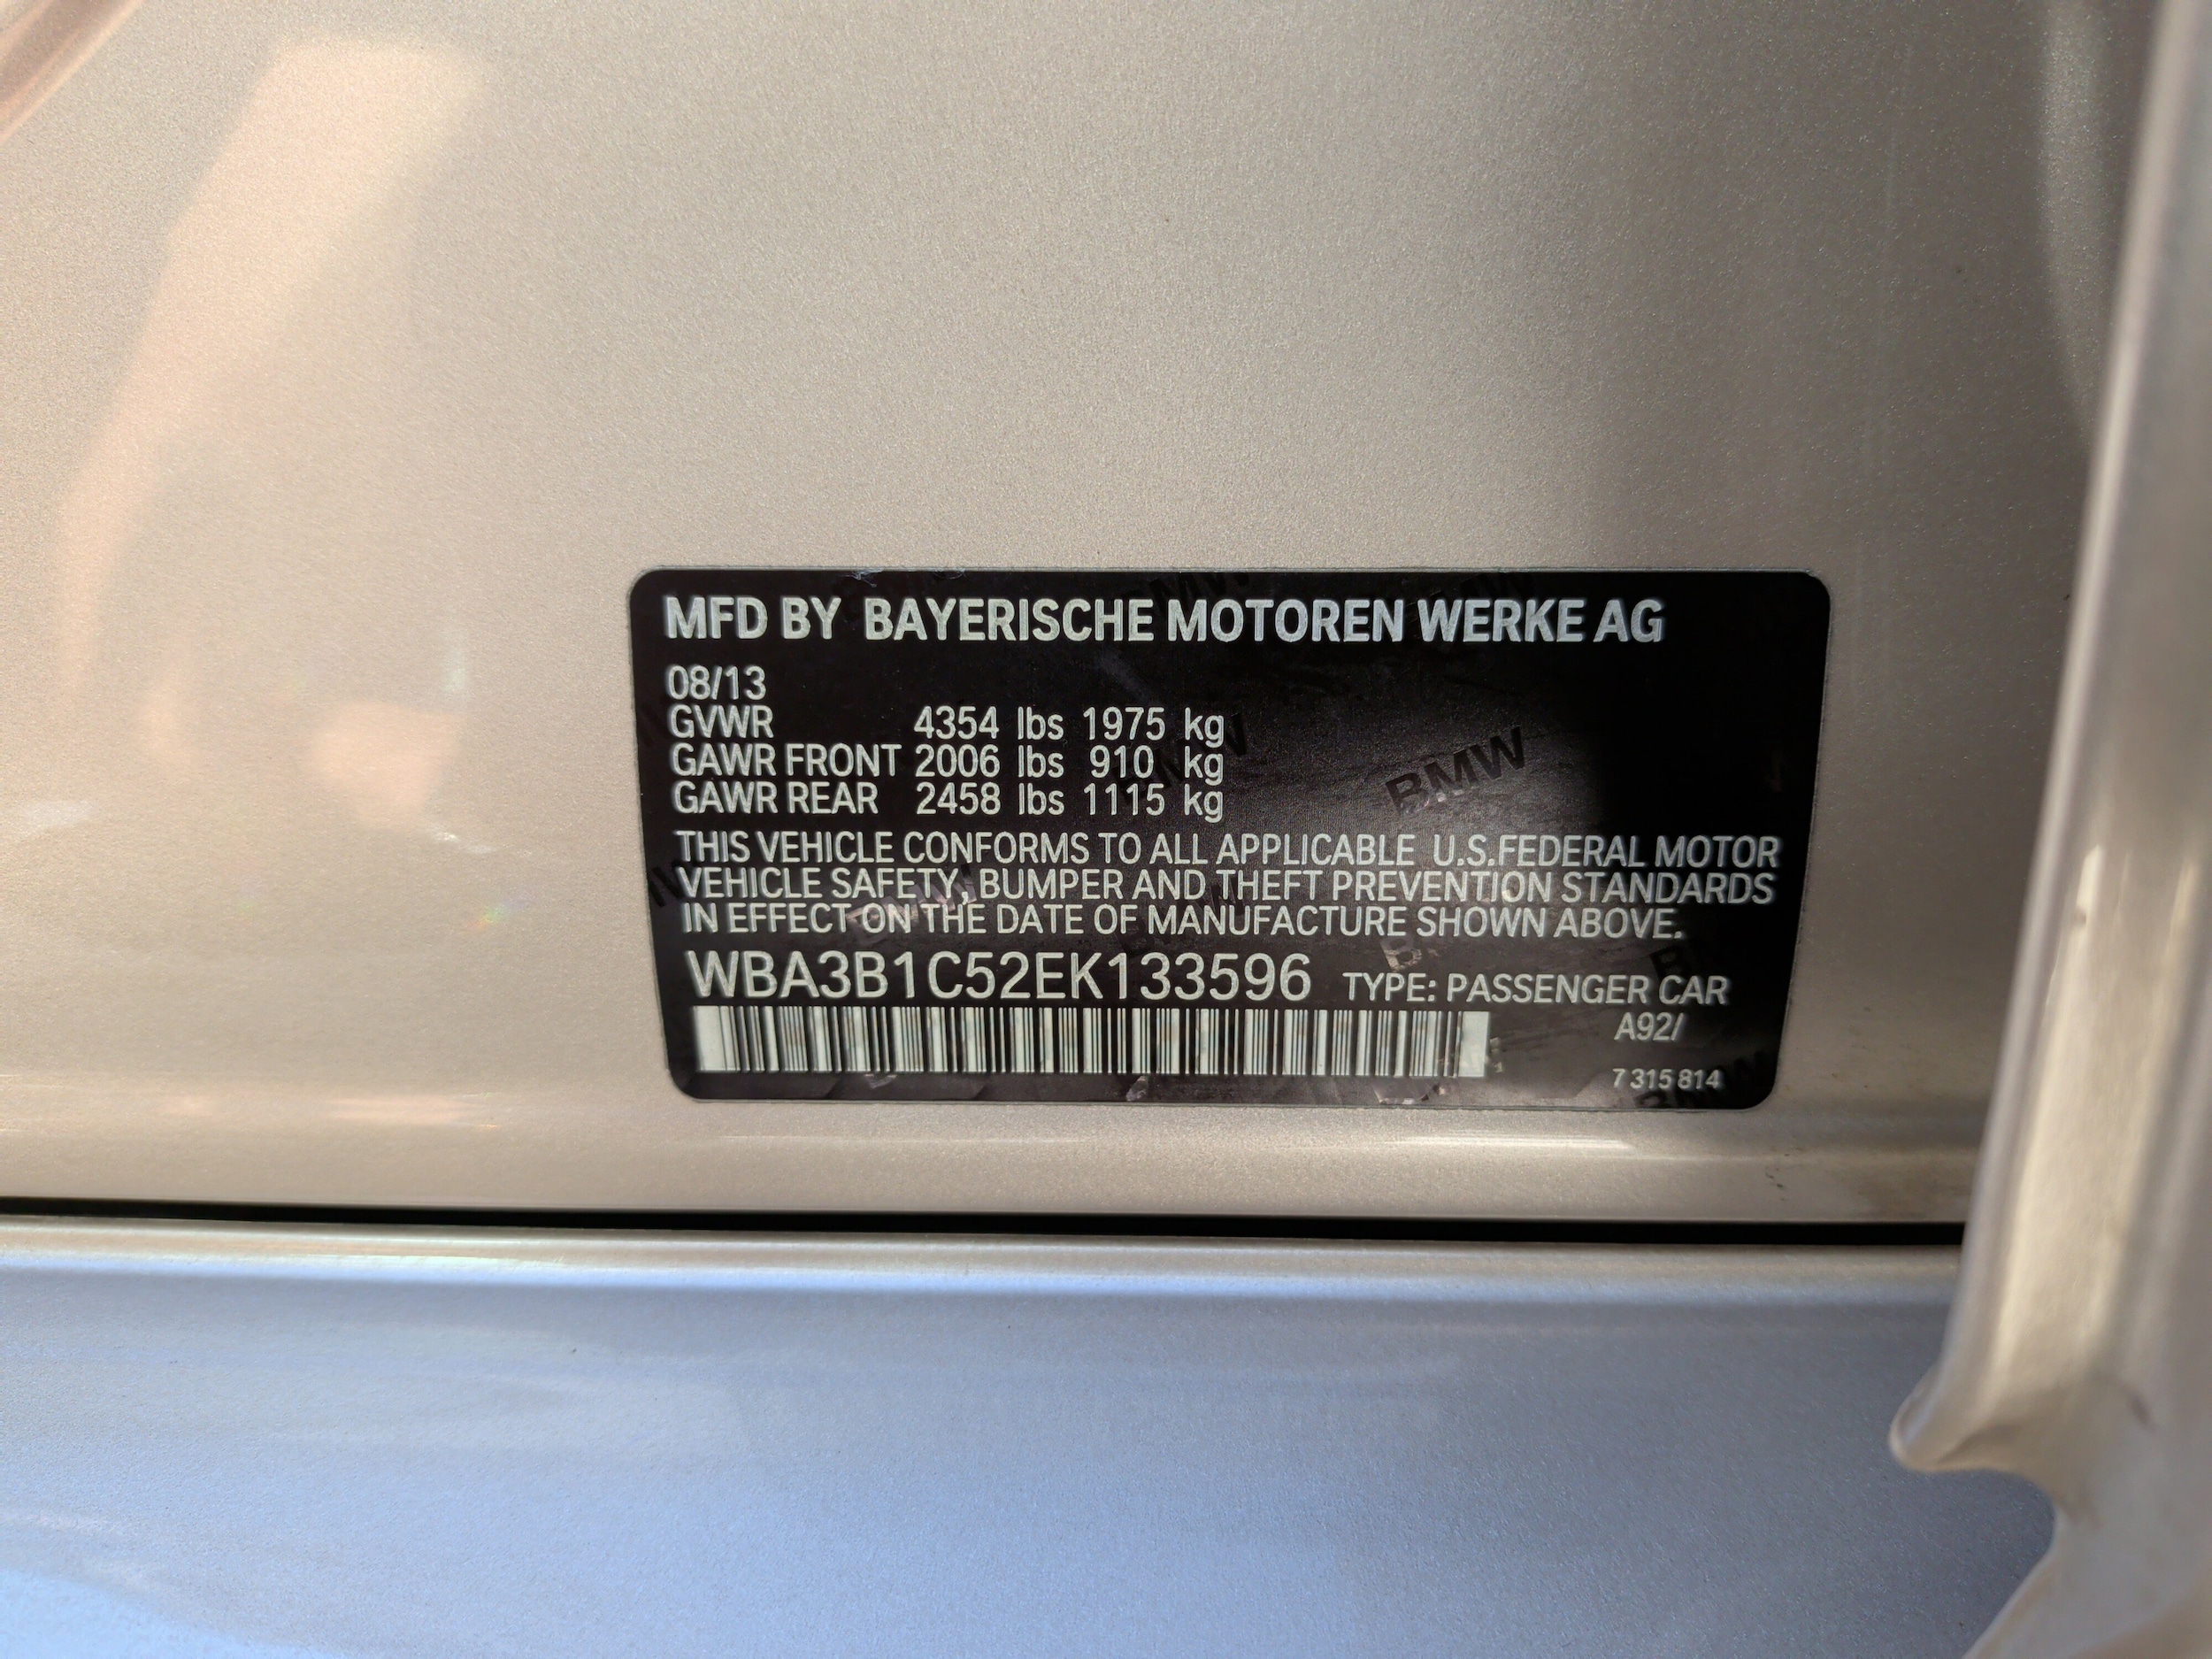 MFD BY BAYERISCHE MOTOREN WERKE AG
08/13
GVWR 4354 lbs 1975 kg
GAWR FRONT 2006 lbs 910 kg
GAWR REAR 2458 lbs 1115 kg
THIS VEHICLE CONFORMS TO ALL APPLICABLE U.S.FEDERAL MOTOR
VEHICLE SAFETY, BUMPER AND THEFT PREVENTION STANDARDS
IN EFFECT ON THE DATE OF MANUFACTURE SHOWN ABOVE.
WBA3B1C52EK133596 TYPE: PASSENGER CAR
A92/
7 315 814
BMW